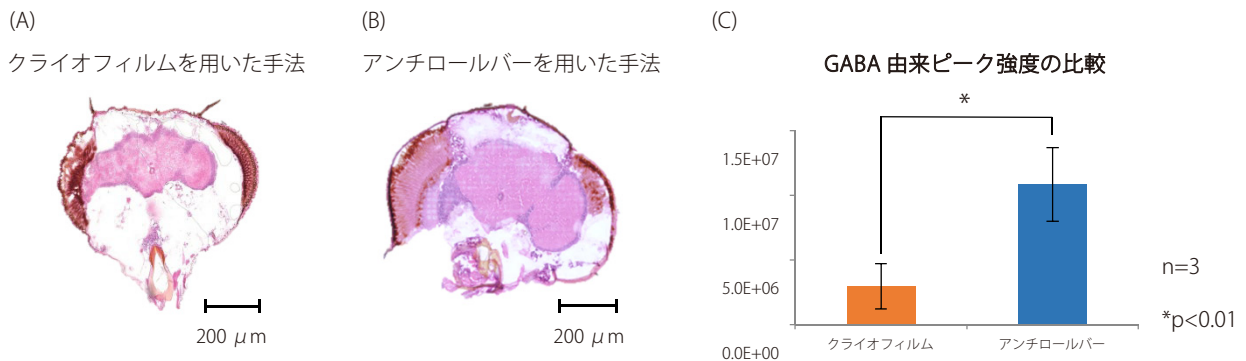 (A)
クライオフィルムを用いた手法
200 μm
(B)
アンチロールバーを用いた手法
200 μm
(C)
GABA 由来ピーク強度の比較
*
1.5E+07
1.0E+07
5.0E+06
0.0E+00
クライオフィルム
アンチロールバー
n=3
*p<0.01